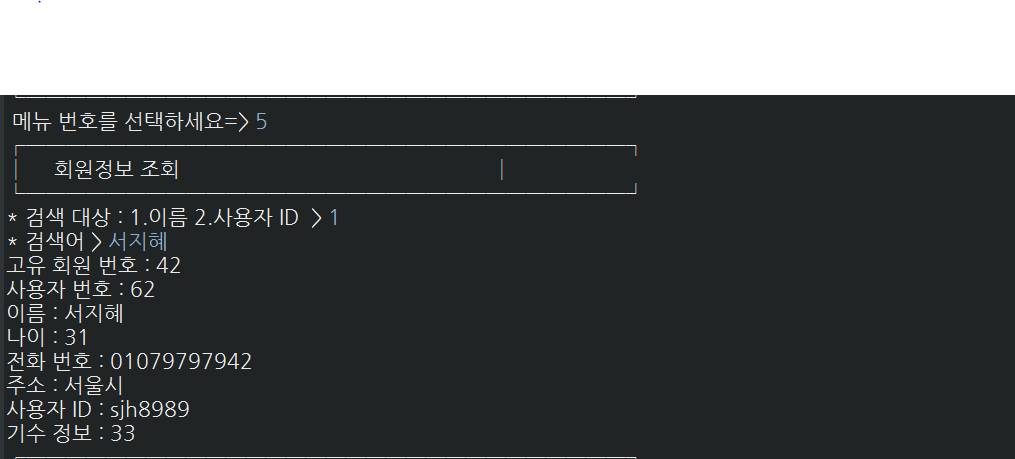 메뉴 번호를 선택하세요=> 5
회원정보 조회
* 검색 대상 : 1.이름 2.사용자 ID > 1
* 검색어 > 서지혜
고유 회원 번호 : 42
사용자 번호 : 62
이름 : 서지혜
나이 : 31
전화 번호 : 01079797942
주소 : 서울시
사용자 ID : sjh8989
기수 정보 : 33